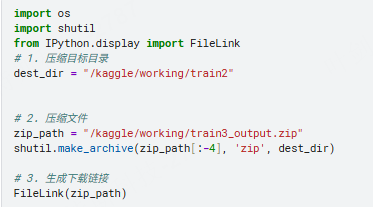 import os
import shutil
from IPython.display import FileLink
# 1. 压缩目标目录
dest_dir = "/kaggle/working/train2"
# 2. 压缩文件
zip_path = "/kaggle/working/train3_output.zip"
shutil.make_archive(zip_path[:-4], 'zip', dest_dir)
# 3. 生成下载链接
FileLink(zip_path)